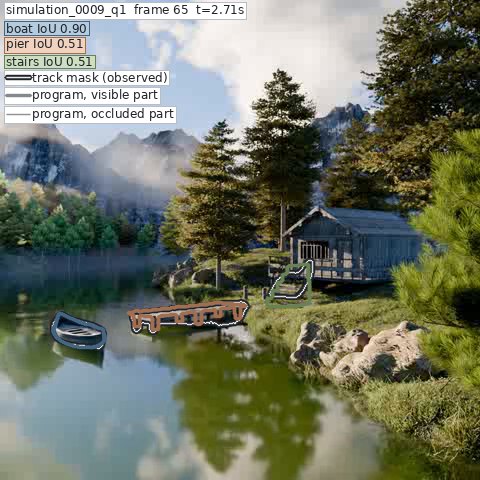 simulation_0009_q1  frame 65  t=2.71s
boat IoU 0.90
pier IoU 0.51
stairs IoU 0.51
track mask (observed)
program, visible part
program, occluded part